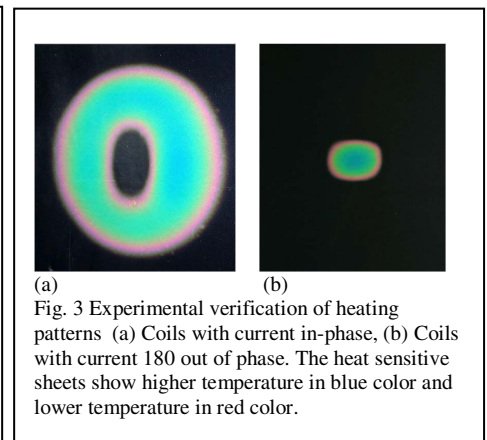 (a) (b)
Fig. 3 Experimental verification of heating
patterns (a) Coils with current in-phase, (b) Coils
with current 180 out of phase. The heat sensitive
sheets show higher temperature in blue color and
lower temperature in red color.